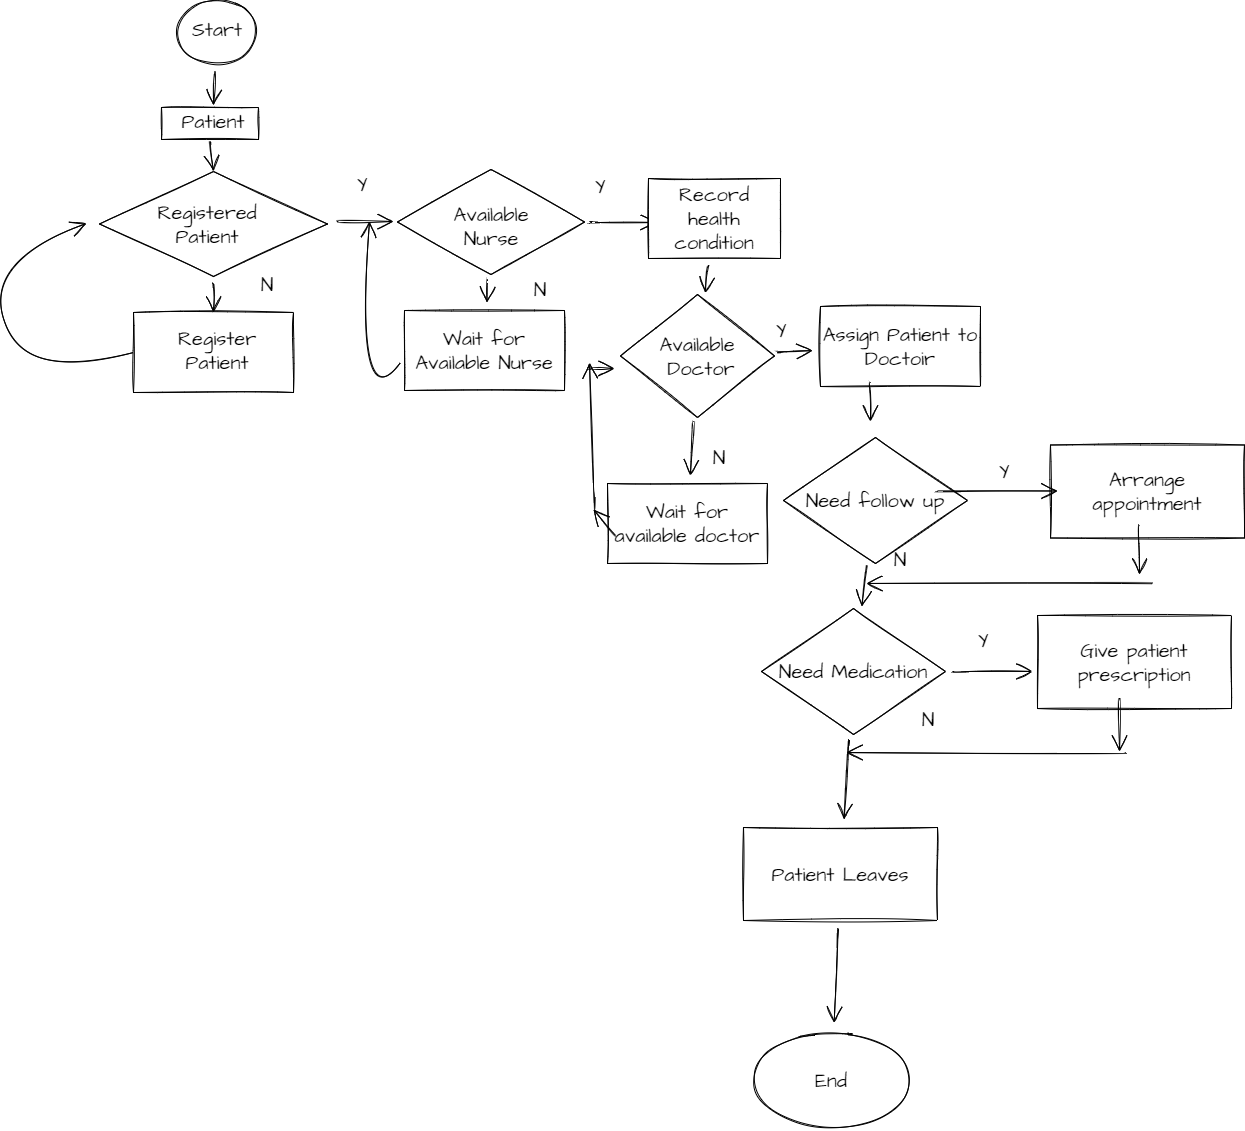 Start
Patient
Registered
Patient
Y
N
Register
Patient
Available
Nurse
Y
N
Wait for
Available Nurse
Record
health
condition
Available
Doctor
Y
N
Wait for
available doctor
Assign Patient to
Doctoir
Need follow up
Y
N
Arrange
appointment
Need Medication
Y
N
Give patient
prescription
Patient Leaves
End